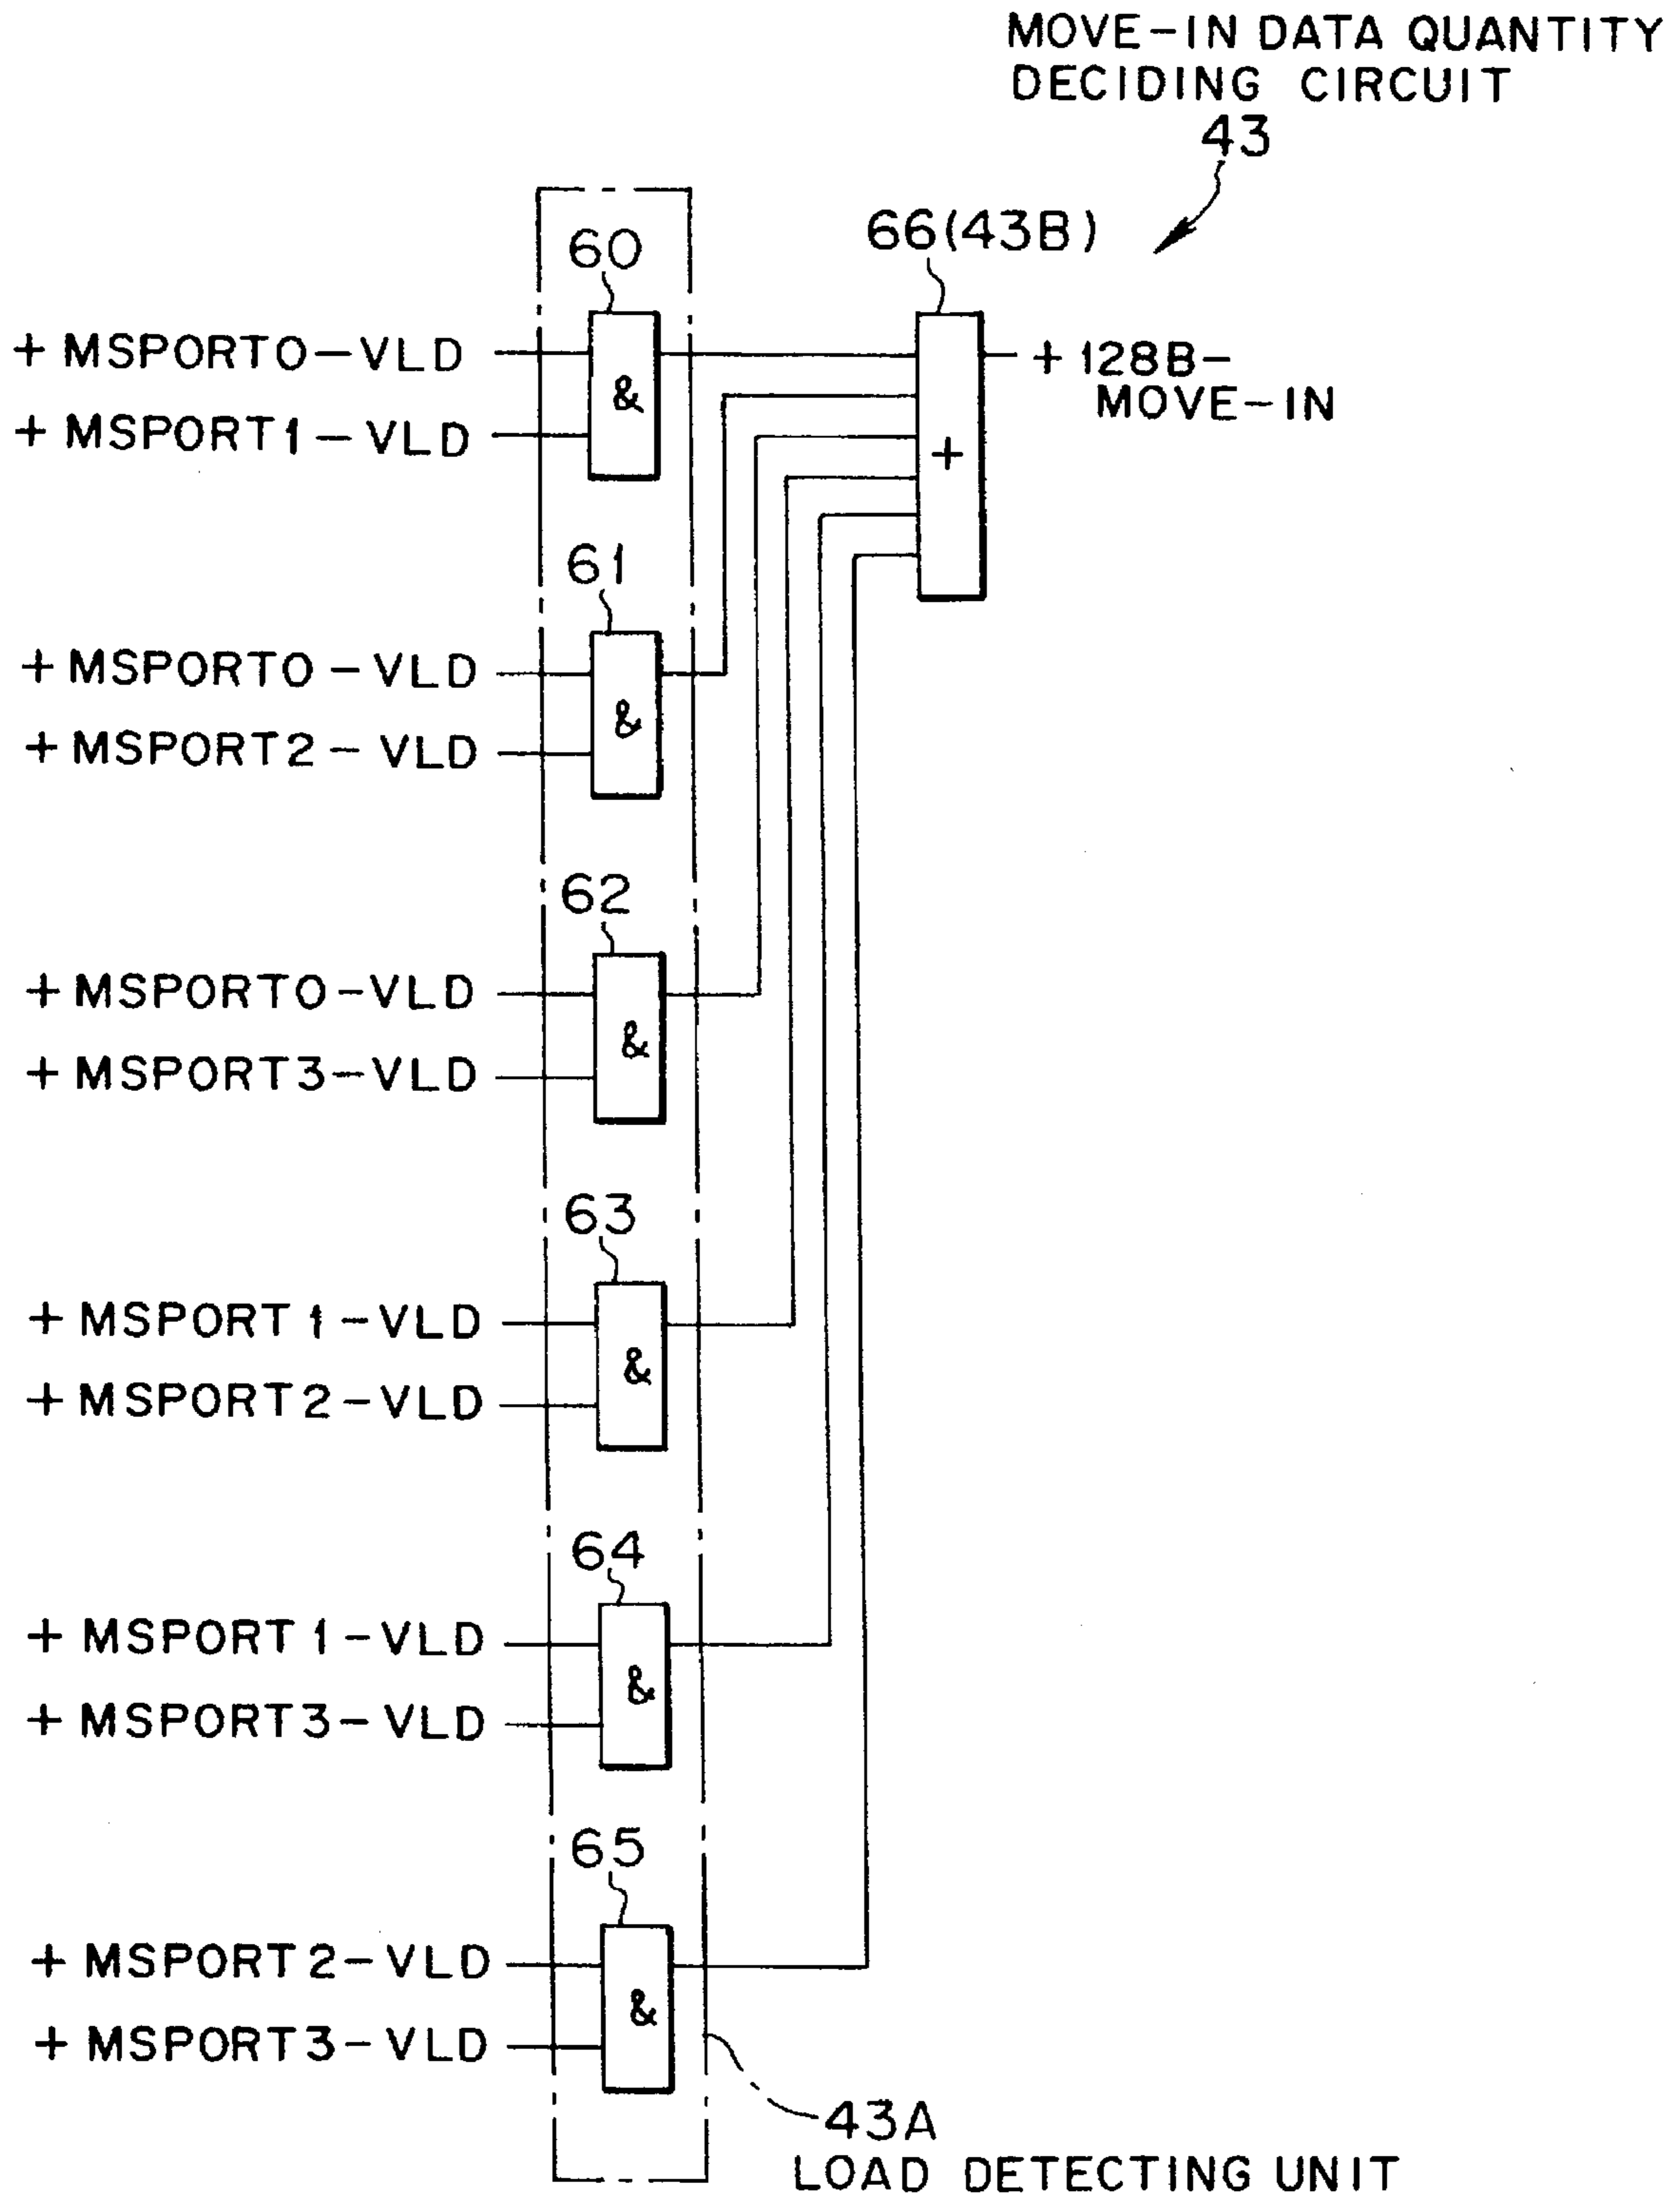 MOVE-IN DATA QUANTITY
DECIDING CIRCUIT
43
66(43B)
60
+ MSPORT0-VLD
+ MSPORT1-VLD
&
+
+128B-
MOVE-IN
61
+ MSPORT0-VLD
+ MSPORT2-VLD
&
62
+ MSPORT0-VLD
+ MSPORT3-VLD
&
63
+ MSPORT1-VLD
+ MSPORT2-VLD
&
64
+ MSPORT1-VLD
+ MSPORT3-VLD
&
65
+ MSPORT2-VLD
+ MSPORT3-VLD
&
43A
LOAD DETECTING UNIT